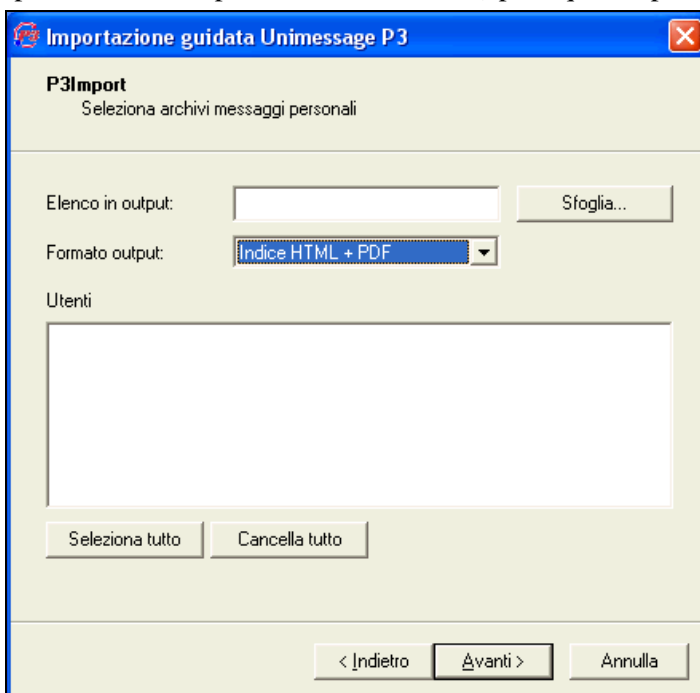 Importazione guidata Unimessage P3
P3Import
Seleziona archivi messaggi personali
Elenco in output:
Sfoglia...
Formato output:
Indice HTML + PDF
Utenti
Seleziona tutto
Cancella tutto
< Indietro
Avanti >
Annulla